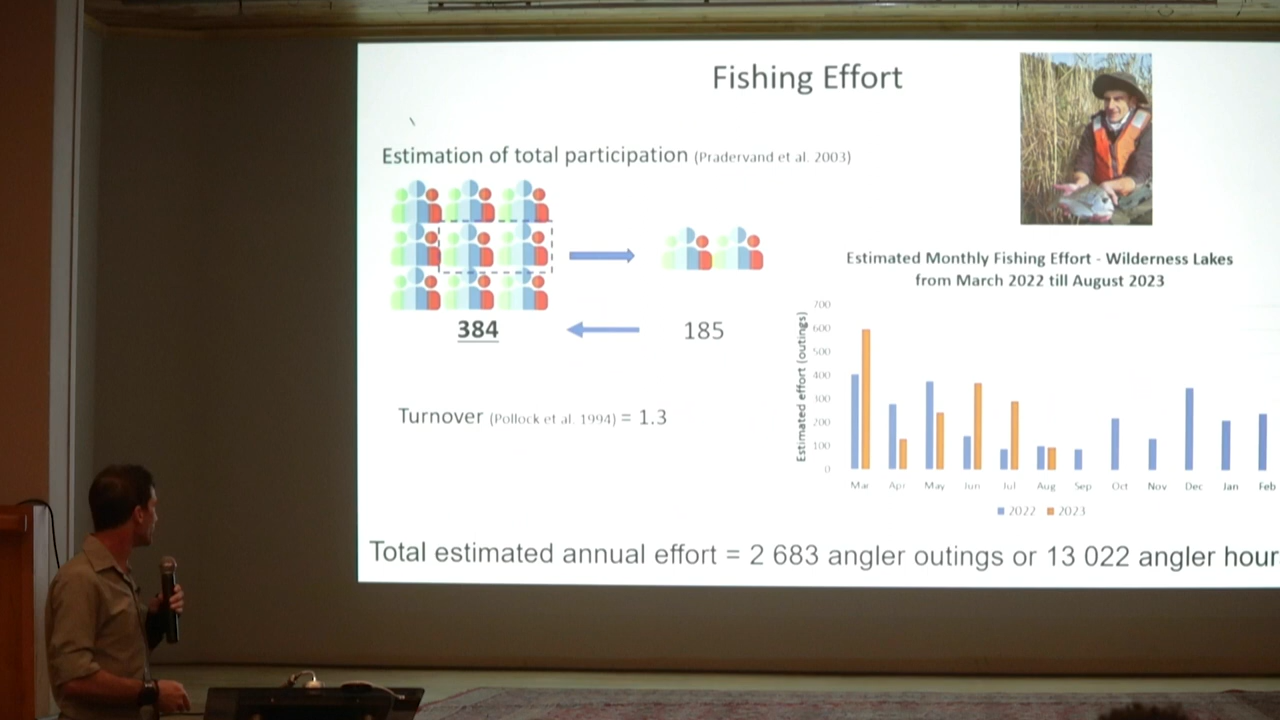 Fishing Effort
Estimation of total participation (Pradervand et al. 2003)
384
185
Turnover (Pollock et al. 1994) = 1.3
Estimated Monthly Fishing Effort - Wilderness Lakes
from March 2022 till August 2023
Estimated effort (outings)
700
600
500
400
300
200
100
0
Mar Apr May Jun Jul Aug Sep Oct Nov Dec Jan Feb
2022 2023
Total estimated annual effort = 2 683 angler outings or 13 022 angler hour